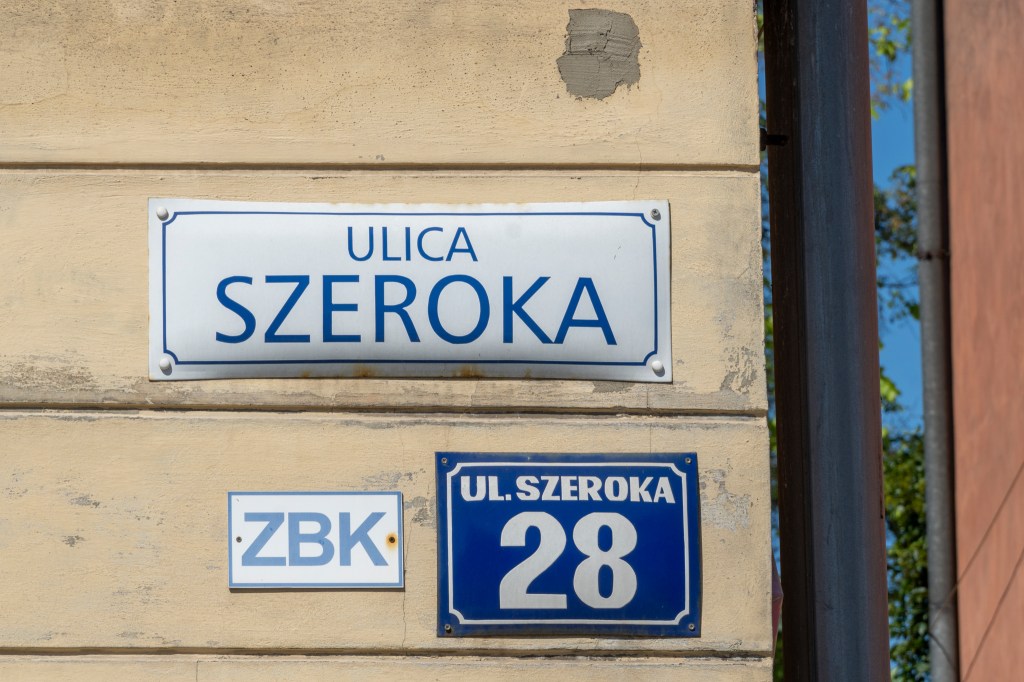 ULICA
SZEROKA
ZBK
UL. SZEROKA
28